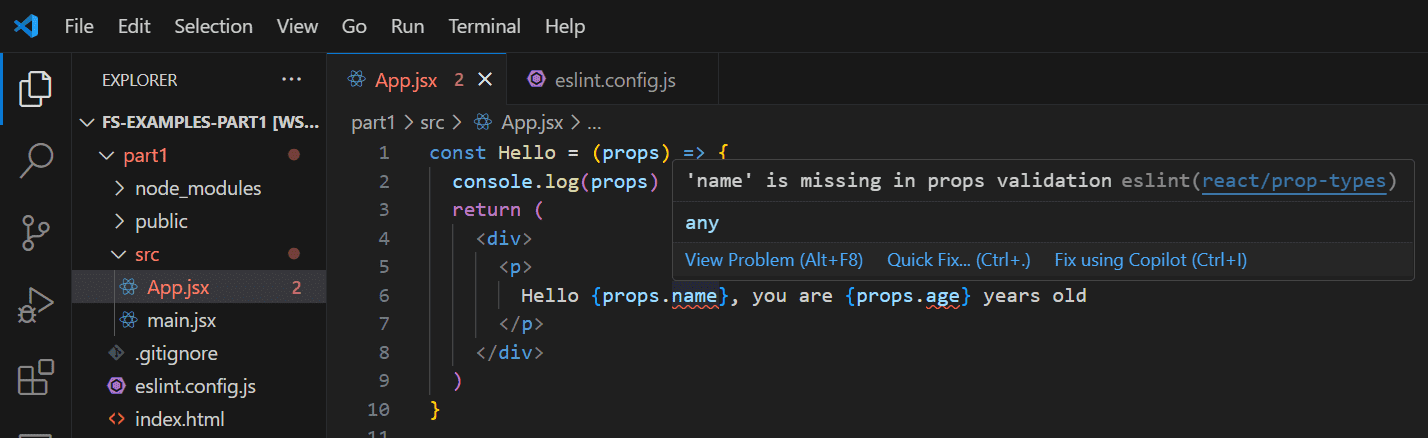 File Edit Selection View Go Run Terminal Help
EXPLORER ...
App.jsx 2
eslint.config.js
FS-EXAMPLES-PART1 [WS...
part1
node_modules
public
src
App.jsx 2
main.jsx
.gitignore
eslint.config.js
index.html
part1 > src > App.jsx > ...
1 const Hello = (props) => {
2 console.log(props)
3 return (
4 <div>
5 <p>
6 Hello {props.name}, you are {props.age} years old
7 </p>
8 </div>
9 )
10 }
11
'name' is missing in props validation eslint(react/prop-types)
any
View Problem (Alt+F8) Quick Fix... (Ctrl+.) Fix using Copilot (Ctrl+I)